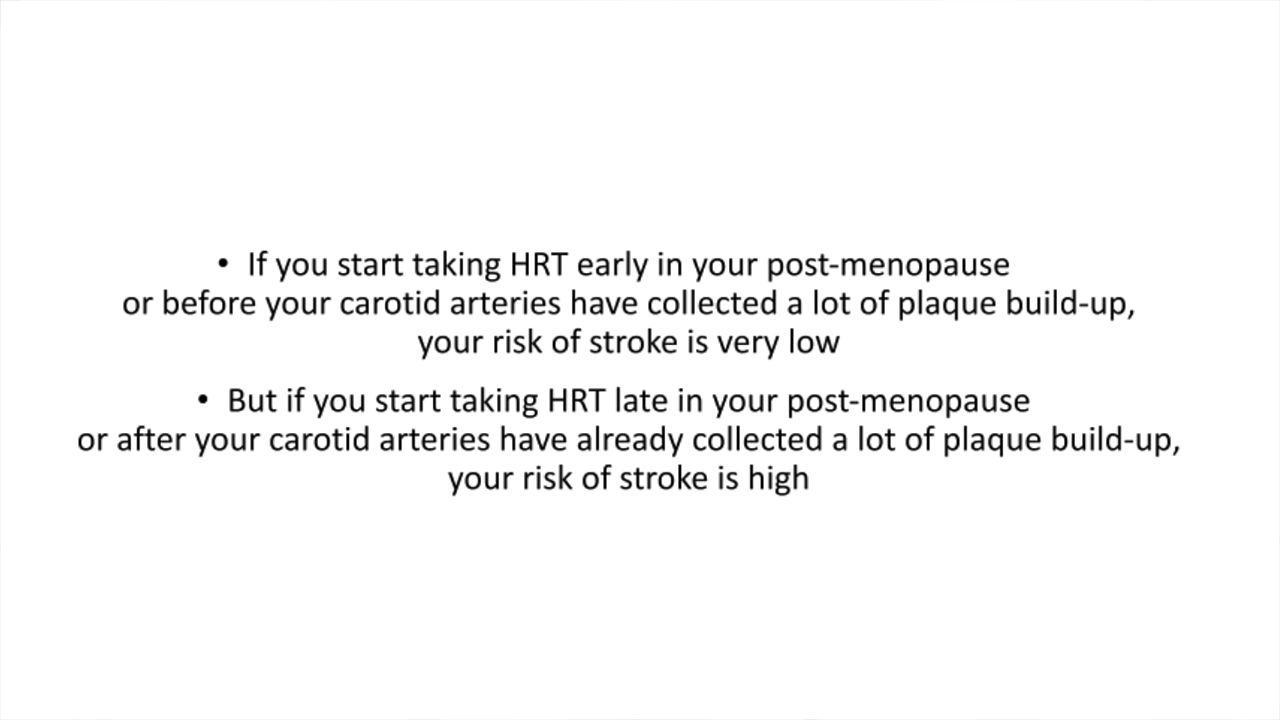 • If you start taking HRT early in your post-menopause
or before your carotid arteries have collected a lot of plaque build-up,
your risk of stroke is very low
• But if you start taking HRT late in your post-menopause
or after your carotid arteries have already collected a lot of plaque build-up,
your risk of stroke is high